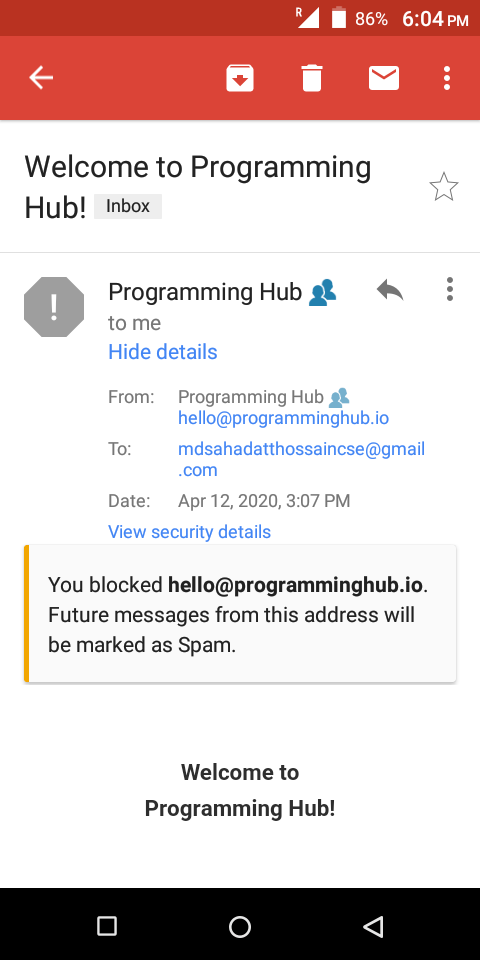 R 86% 6:04 PM
Welcome to Programming
Hub! Inbox
Programming Hub
to me
Hide details
From: Programming Hub
hello@programminghub.io
To: mdsahadatthossaincse@gmail
.com
Date: Apr 12, 2020, 3:07 PM
View security details
You blocked hello@programminghub.io.
Future messages from this address will
be marked as Spam.
Welcome to
Programming Hub!